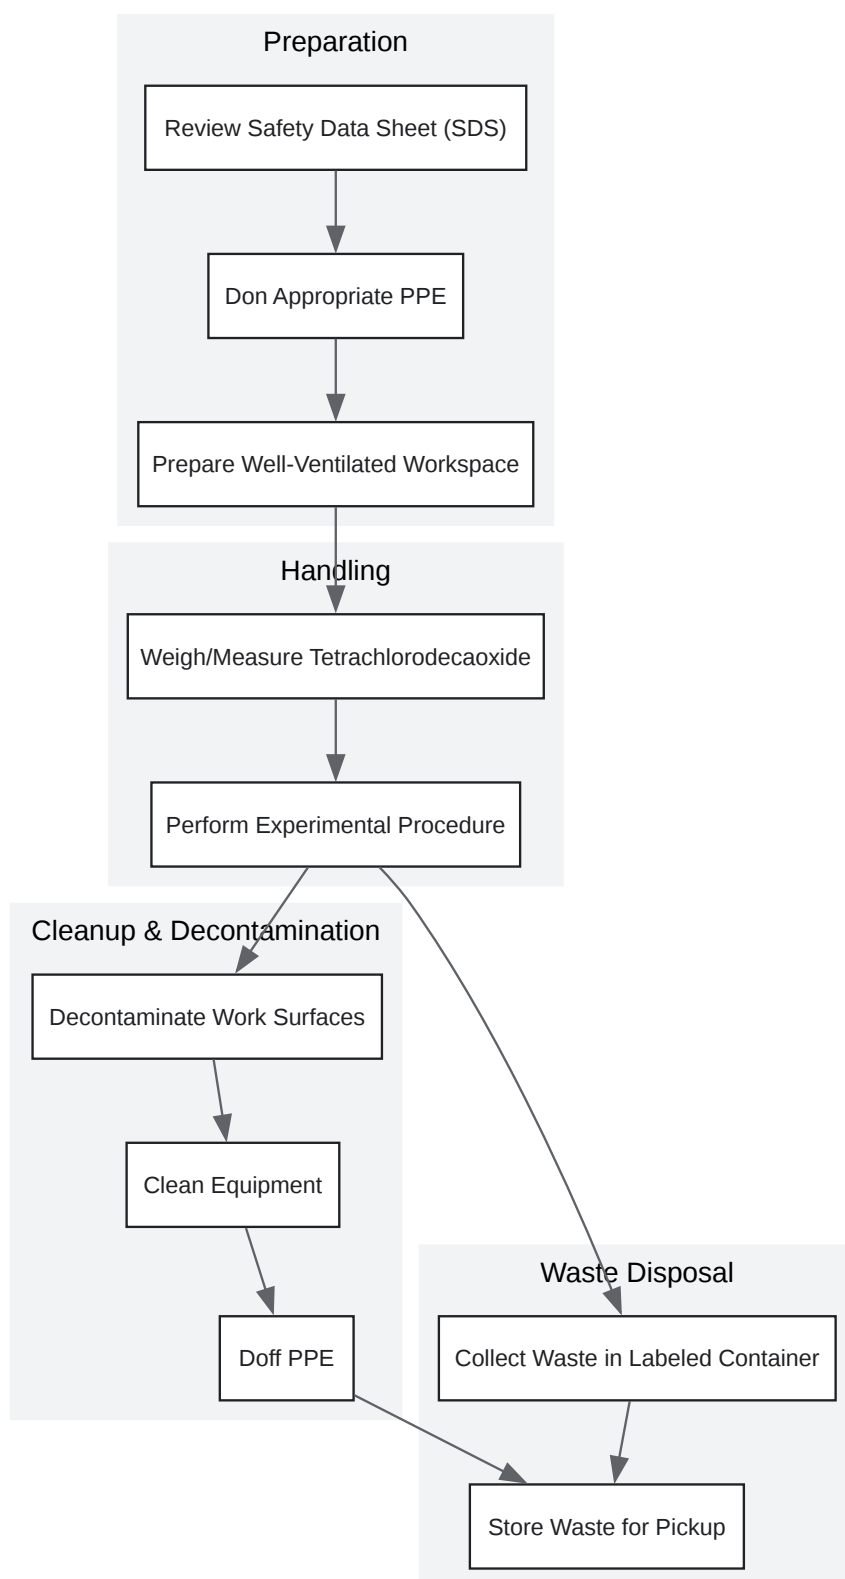 Preparation
Review Safety Data Sheet (SDS)
Don Appropriate PPE
Prepare Well-Ventilated Workspace
Handling
Weigh/Measure Tetrachlorodecaoxide
Perform Experimental Procedure
Cleanup & Decontamination
Decontaminate Work Surfaces
Clean Equipment
Doff PPE
Waste Disposal
Collect Waste in Labeled Container
Store Waste for Pickup